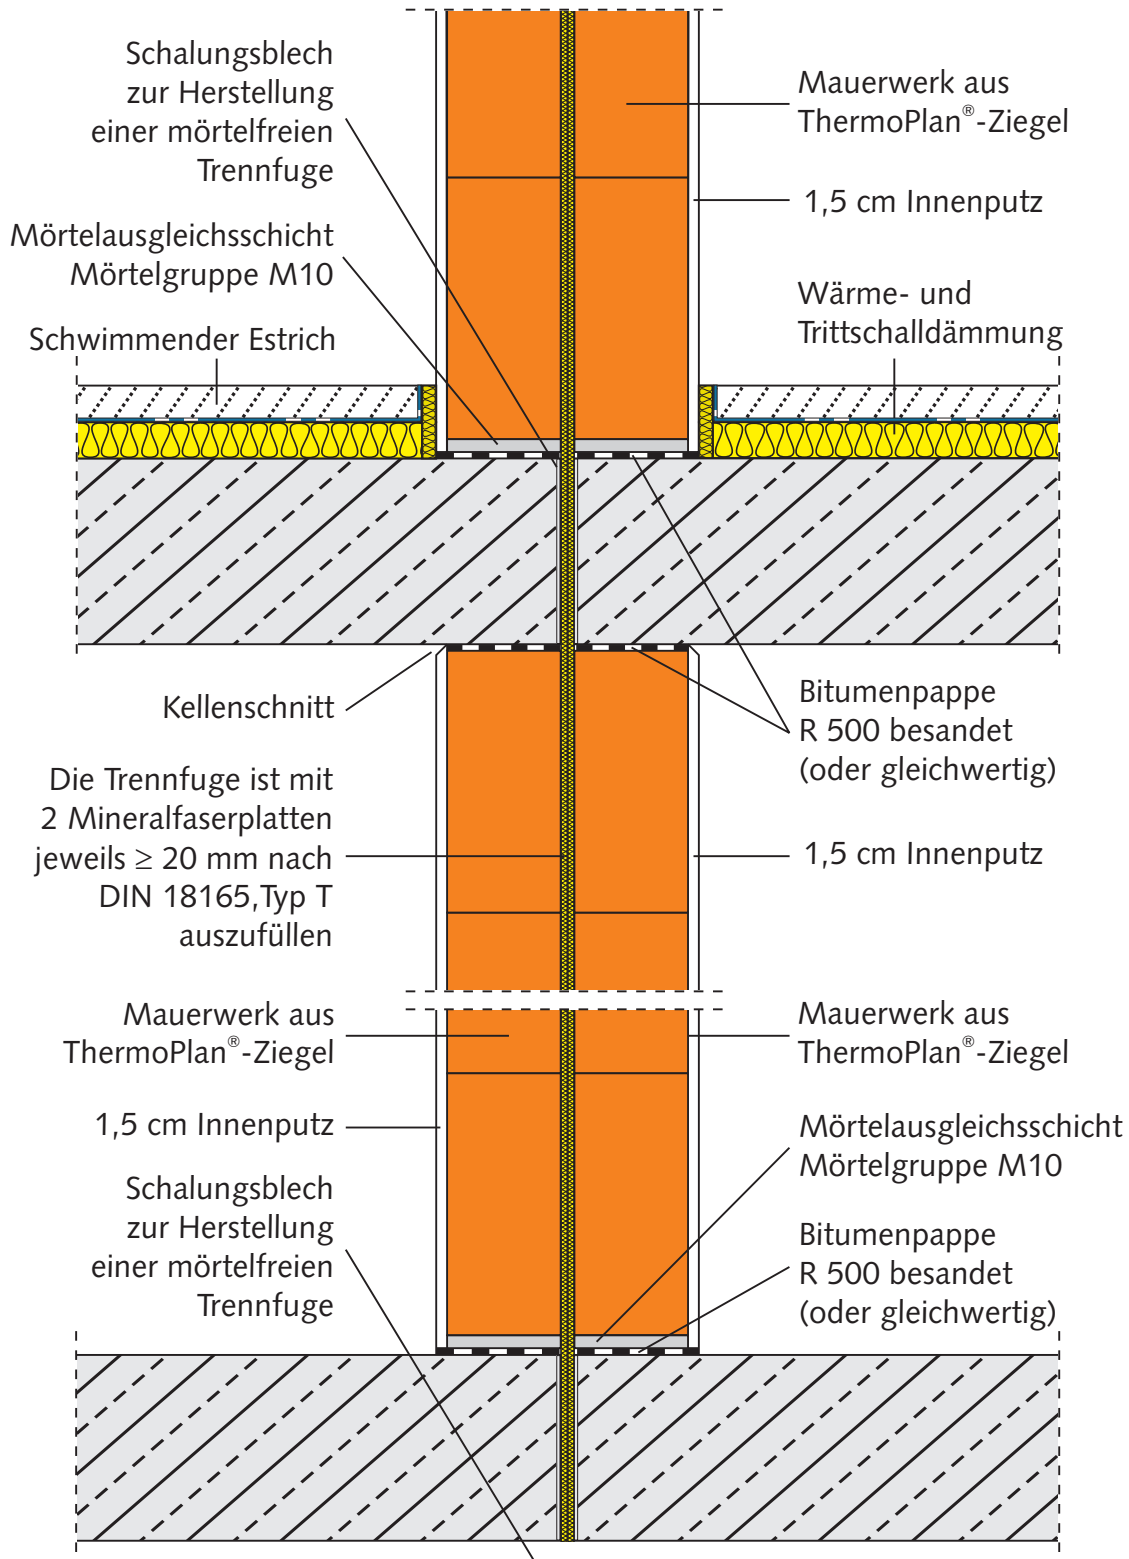 Schalungsblech
zur Herstellung
einer mörtelfreien
Trennfuge
Mauerwerk aus
ThermoPlan®-Ziegel
1,5 cm Innenputz
Mörtelausgleichsschicht
Mörtelgruppe M10
Wärme- und
Trittschalldämmung
Schwimmender Estrich
Kellenschnitt
Bitumenpappe
R 500 besandet
(oder gleichwertig)
Die Trennfuge ist mit
2 Mineralfaserplatten
jeweils ≥ 20 mm nach
DIN 18165,Typ T
auszufüllen
1,5 cm Innenputz
Mauerwerk aus
ThermoPlan®-Ziegel
Mauerwerk aus
ThermoPlan®-Ziegel
1,5 cm Innenputz
Mörtelausgleichsschicht
Mörtelgruppe M10
Schalungsblech
zur Herstellung
einer mörtelfreien
Trennfuge
Bitumenpappe
R 500 besandet
(oder gleichwertig)